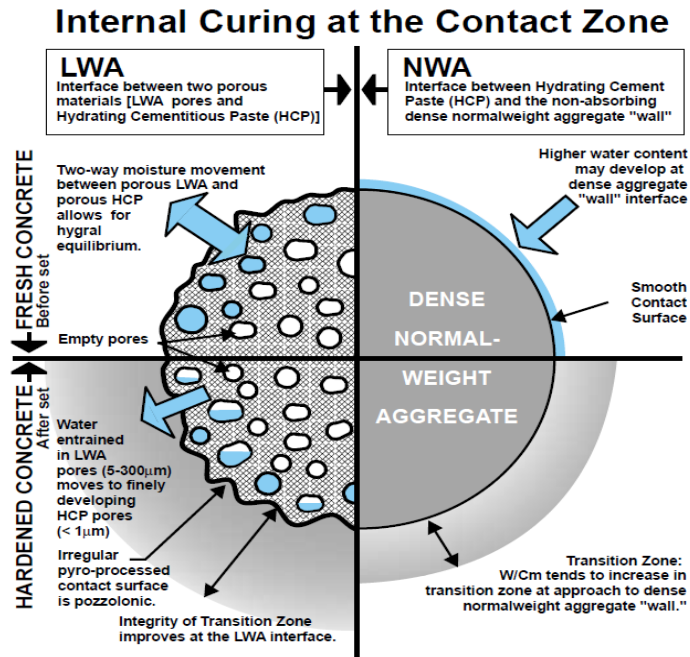 Internal Curing at the Contact Zone
LWA
Interface between two porous
materials [LWA pores and
Hydrating Cementitious Paste (HCP)]
NWA
Interface between Hydrating Cement
Paste (HCP) and the non-absorbing
dense normalweight aggregate "wall"
FRESH CONCRETE
Before set
Two-way moisture movement
between porous LWA and
porous HCP
allows for
hygral
equilibrium.
Higher water content
may develop at
dense aggregate
"wall" interface
Smooth
Contact
Surface
Empty pores
DENSE
NORMAL-
WEIGHT
AGGREGATE
HARDENED CONCRETE
After set
Water
entrained
in LWA
pores (5-300μm)
moves to finely
developing
HCP pores
(< 1μm)
Irregular
pyro-processed
contact surface
is pozzolonic.
Integrity of Transition Zone
improves at the LWA interface.
Transition Zone:
W/Cm tends to increase in
transition zone at approach to dense
normalweight aggregate "wall."